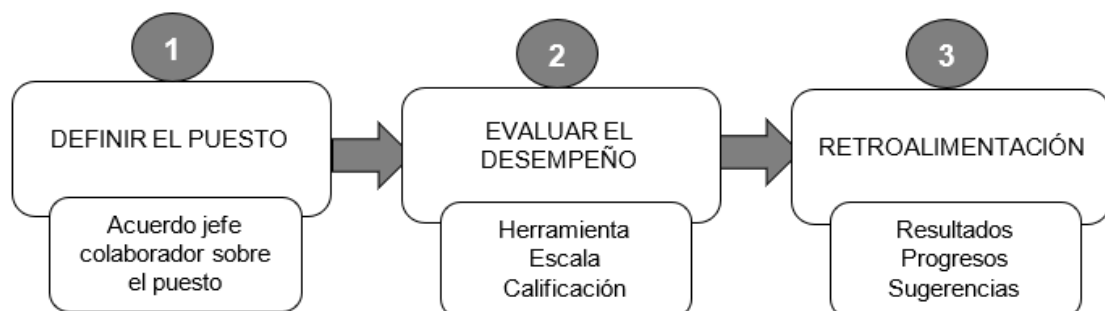 1
DEFINIR EL PUESTO
Acuerdo jefe
colaborador sobre
el puesto
2
EVALUAR EL
DESEMPEÑO
Herramienta
Escala
Calificación
3
RETROALIMENTACIÓN
Resultados
Progresos
Sugerencias